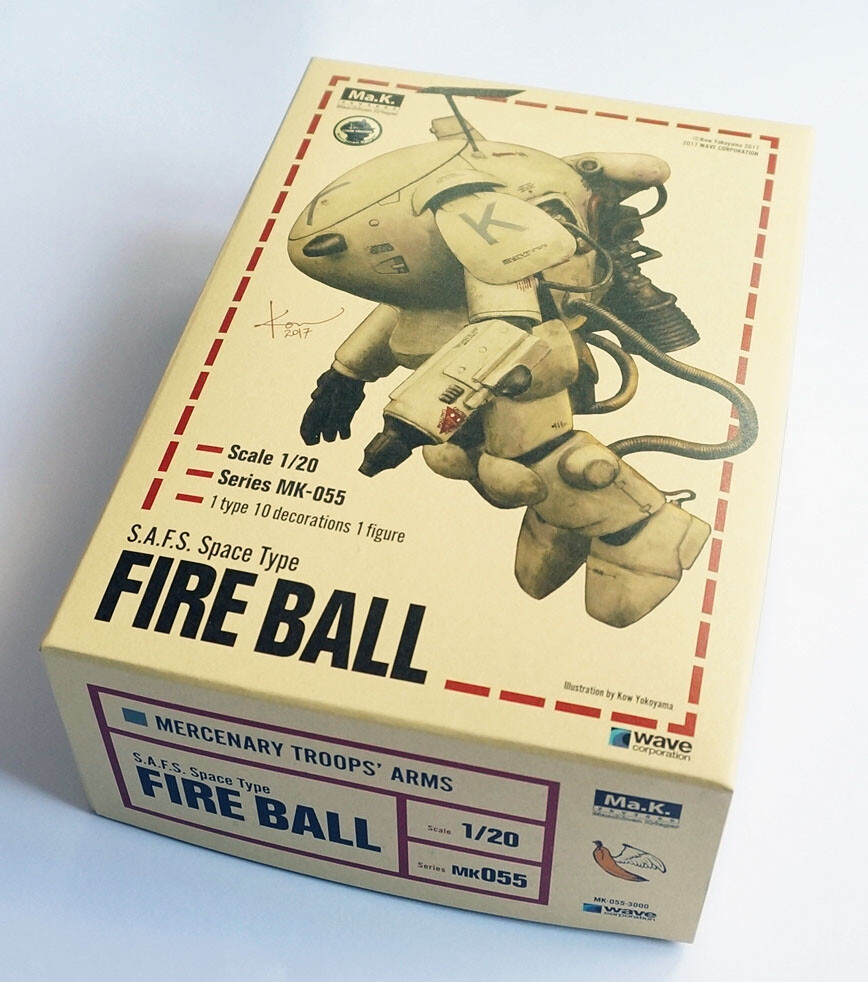 Ma.K.
©Kow Yokoyama 2017
2017 WAVE CORPORATION
K
Kow
2017
Scale 1/20
Series MK-055
1 type 10 decorations 1 figure
S.A.F.S. Space Type
FIRE BALL
Illustration by Kow Yokoyama
wave
corporation
MERCENARY TROOPS' ARMS
S.A.F.S. Space Type
FIRE BALL
Scale 1/20
Series MK055
Ma.K.
MK-055-3000
wave
corporation